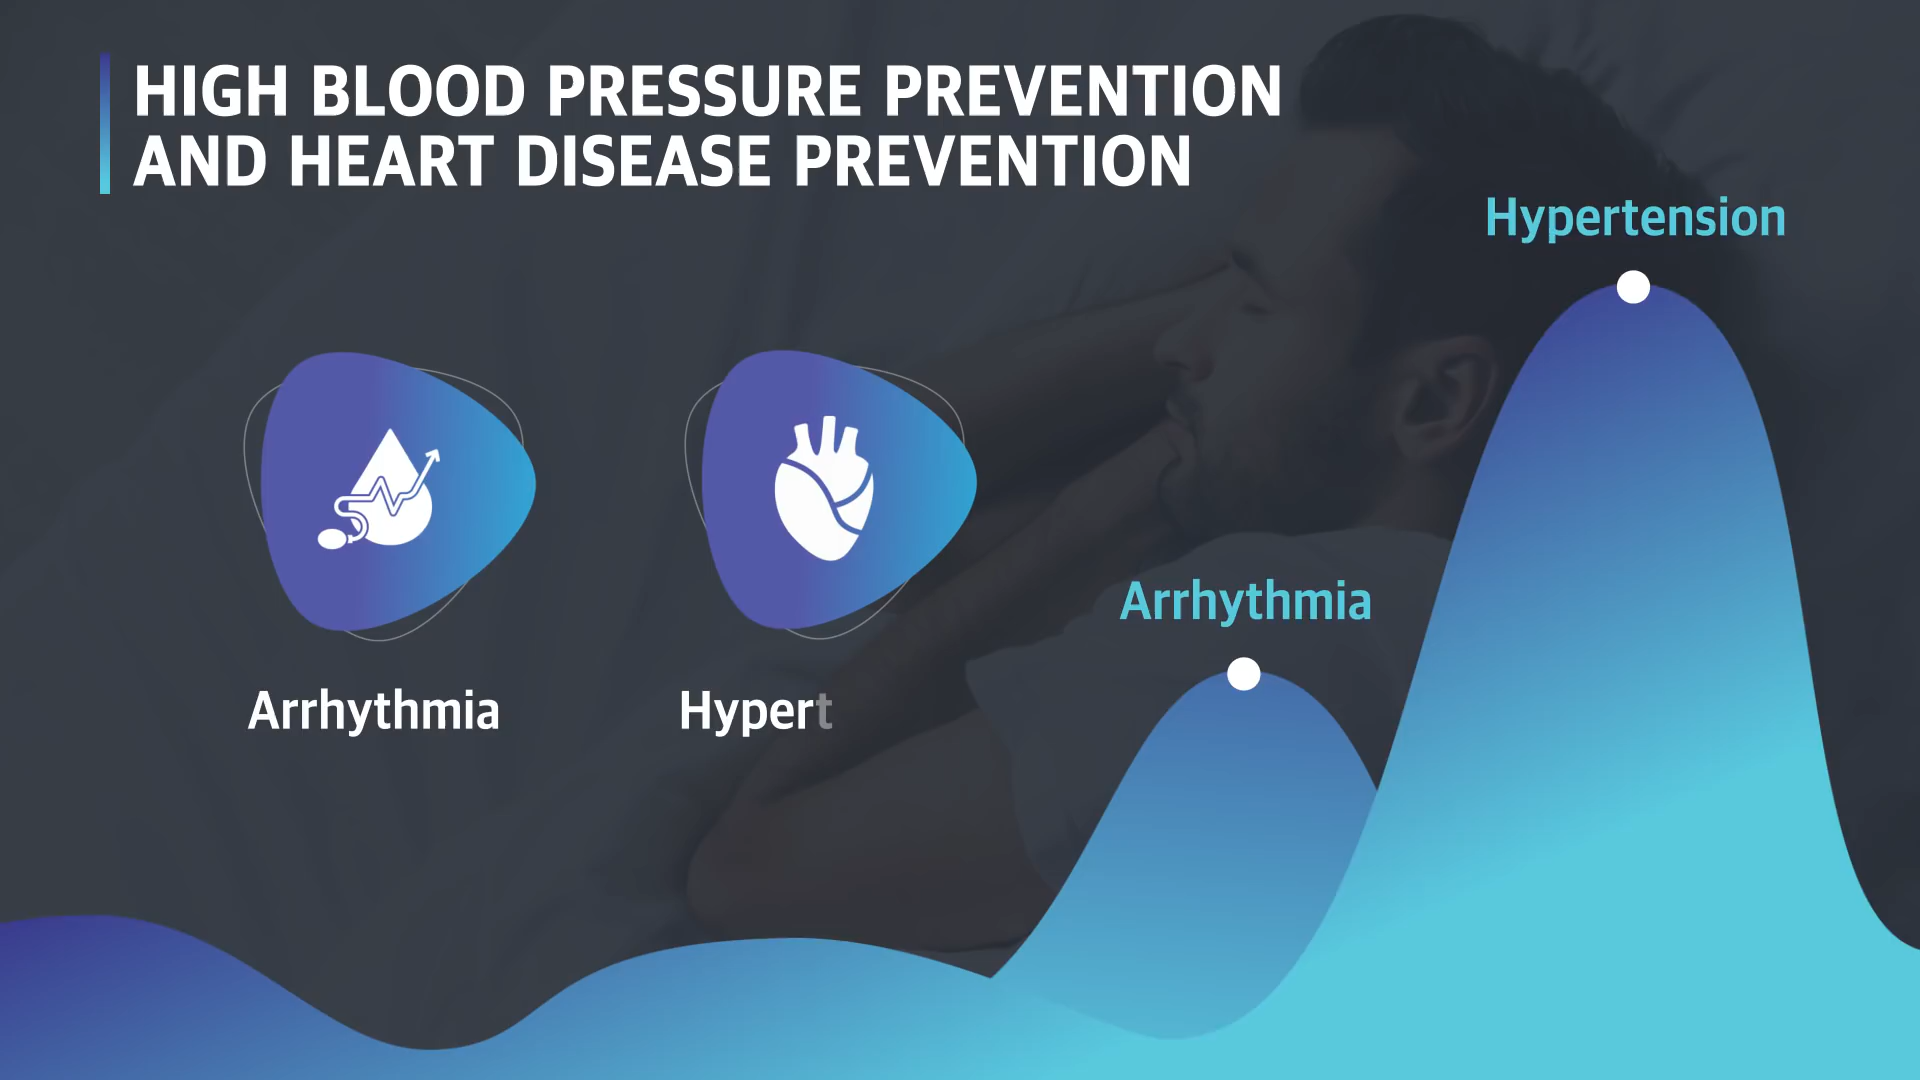 HIGH BLOOD PRESSURE PREVENTION
AND HEART DISEASE PREVENTION
Hypertension
Arrhythmia
Arrhythmia
Hypert